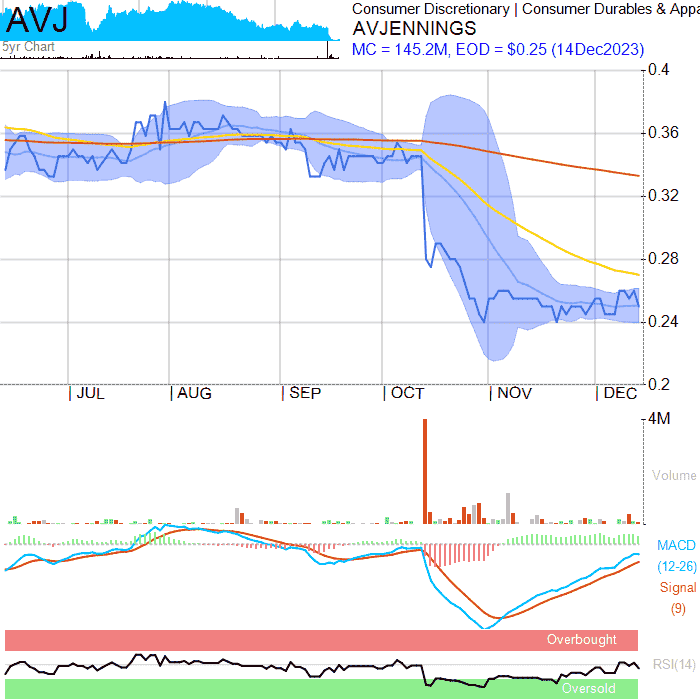 AVJ
5yr Chart
Consumer Discretionary | Consumer Durables & Appa
AVJENNINGS
MC = 145.2M, EOD = $0.25 (14Dec2023)
0.4
0.36
0.32
0.28
0.24
0.2
JUL AUG SEP OCT NOV DEC
4M
Volume
MACD
(12-26)
Signal
(9)
Overbought
RSI(14)
Oversold